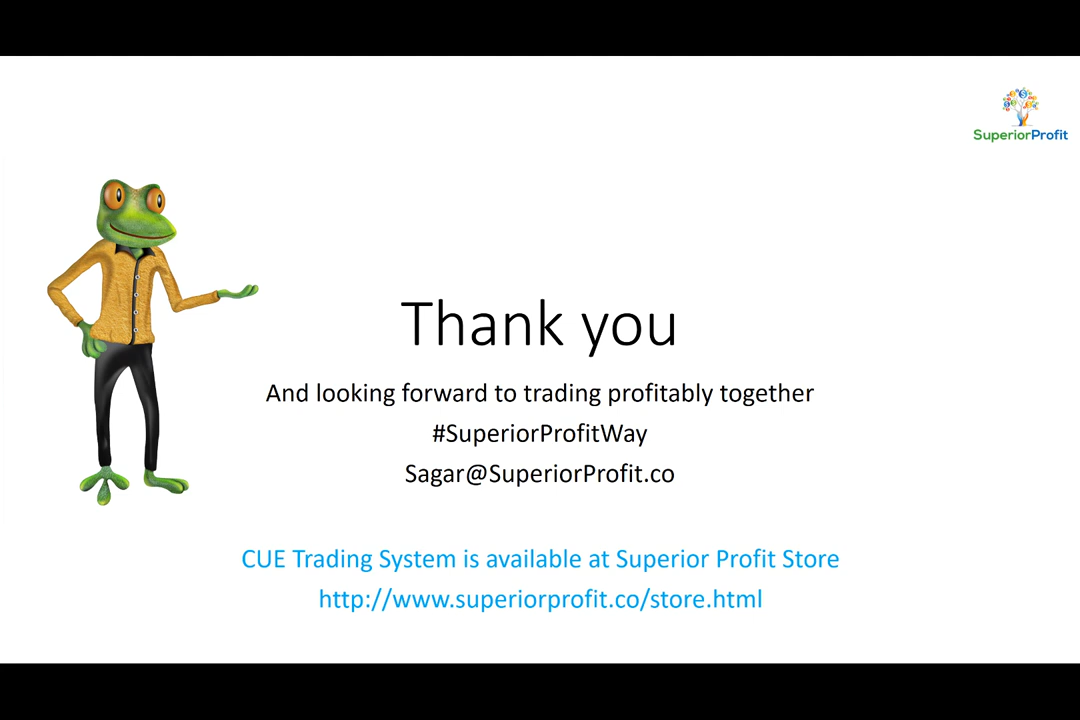 SuperiorProfit
Thank you
And looking forward to trading profitably together
#SuperiorProfitWay
Sagar@SuperiorProfit.co
CUE Trading System is available at Superior Profit Store
http://www.superiorprofit.co/store.html